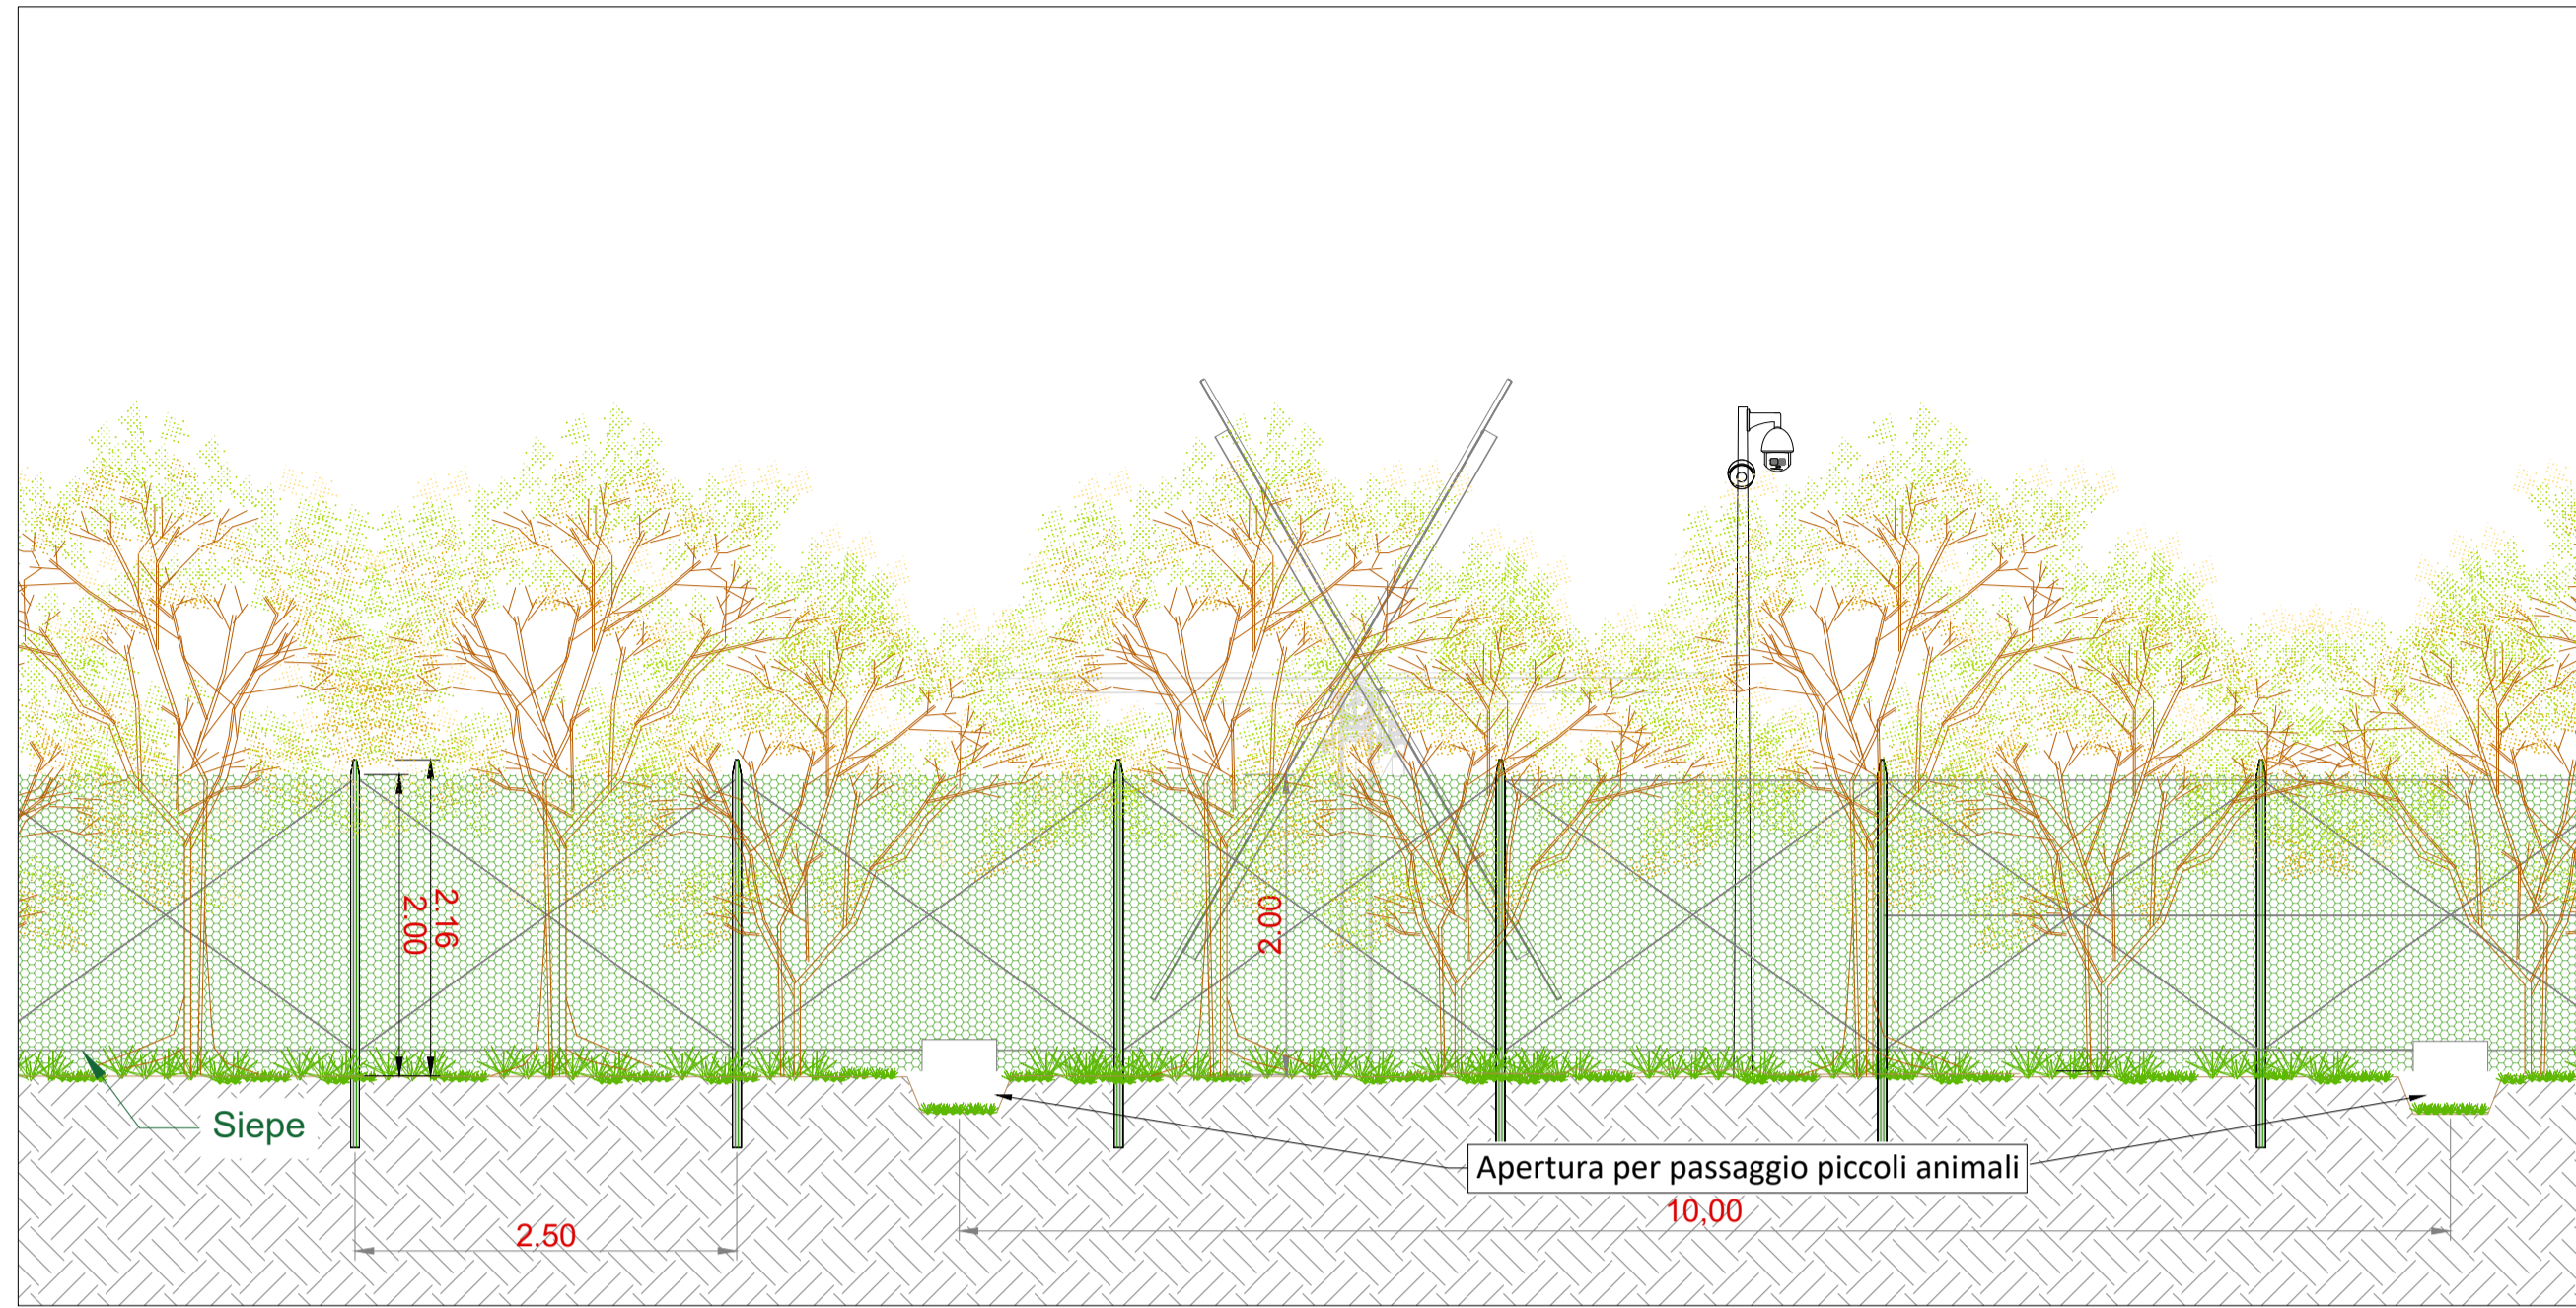 2.16
2.00
2.00
Siepe
Apertura per passaggio piccoli animali
10,00
2.50